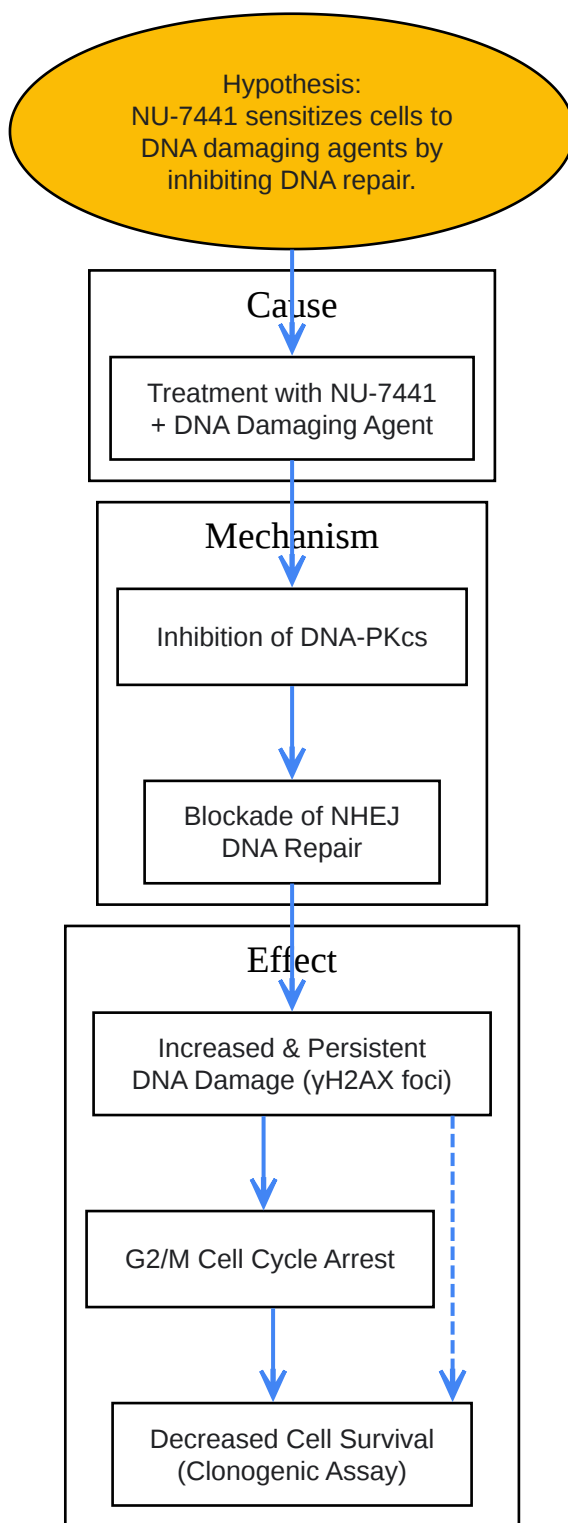 Hypothesis:
NU-7441 sensitizes cells to
DNA damaging agents by
inhibiting DNA repair.
Cause
Treatment with NU-7441
+ DNA Damaging Agent
Mechanism
Inhibition of DNA-PKcs
Blockade of NHEJ
DNA Repair
Effect
Increased & Persistent
DNA Damage (γH2AX foci)
G2/M Cell Cycle Arrest
Decreased Cell Survival
(Clonogenic Assay)